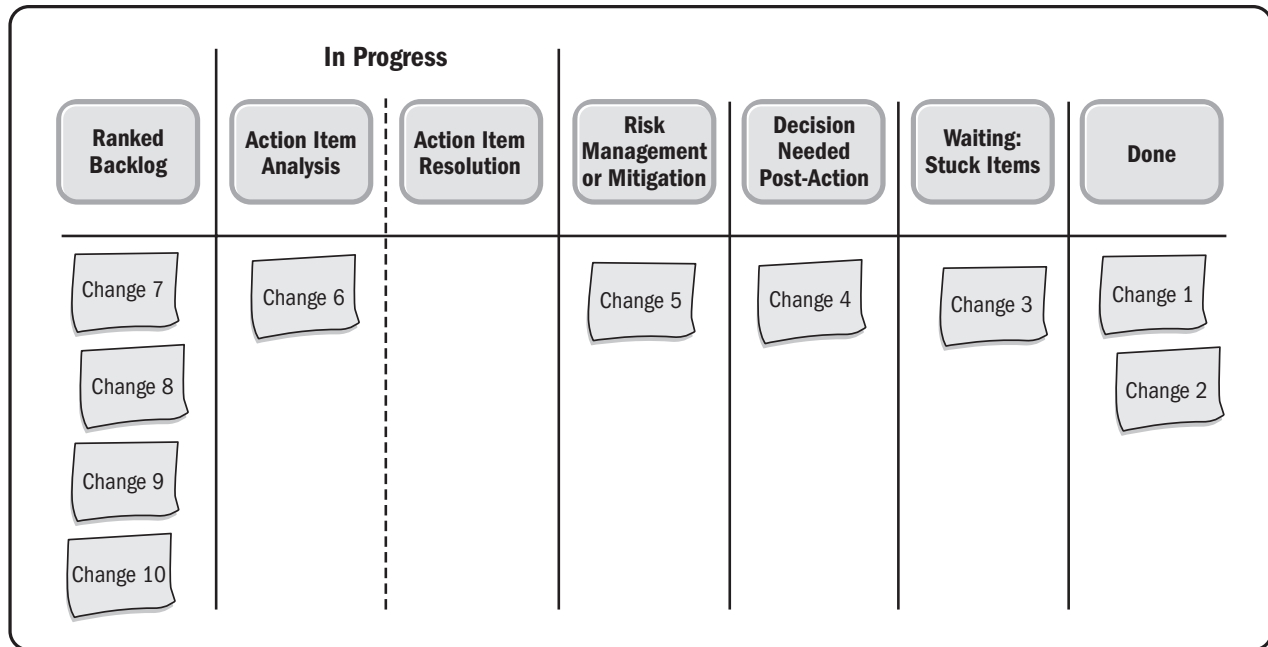 In Progress
Ranked
Backlog
Action Item
Analysis
Action Item
Resolution
Risk
Management
or Mitigation
Decision
Needed
Post-Action
Waiting:
Stuck Items
Done
Change 7
Change 8
Change 9
Change 10
Change 6
Change 5
Change 4
Change 3
Change 1
Change 2